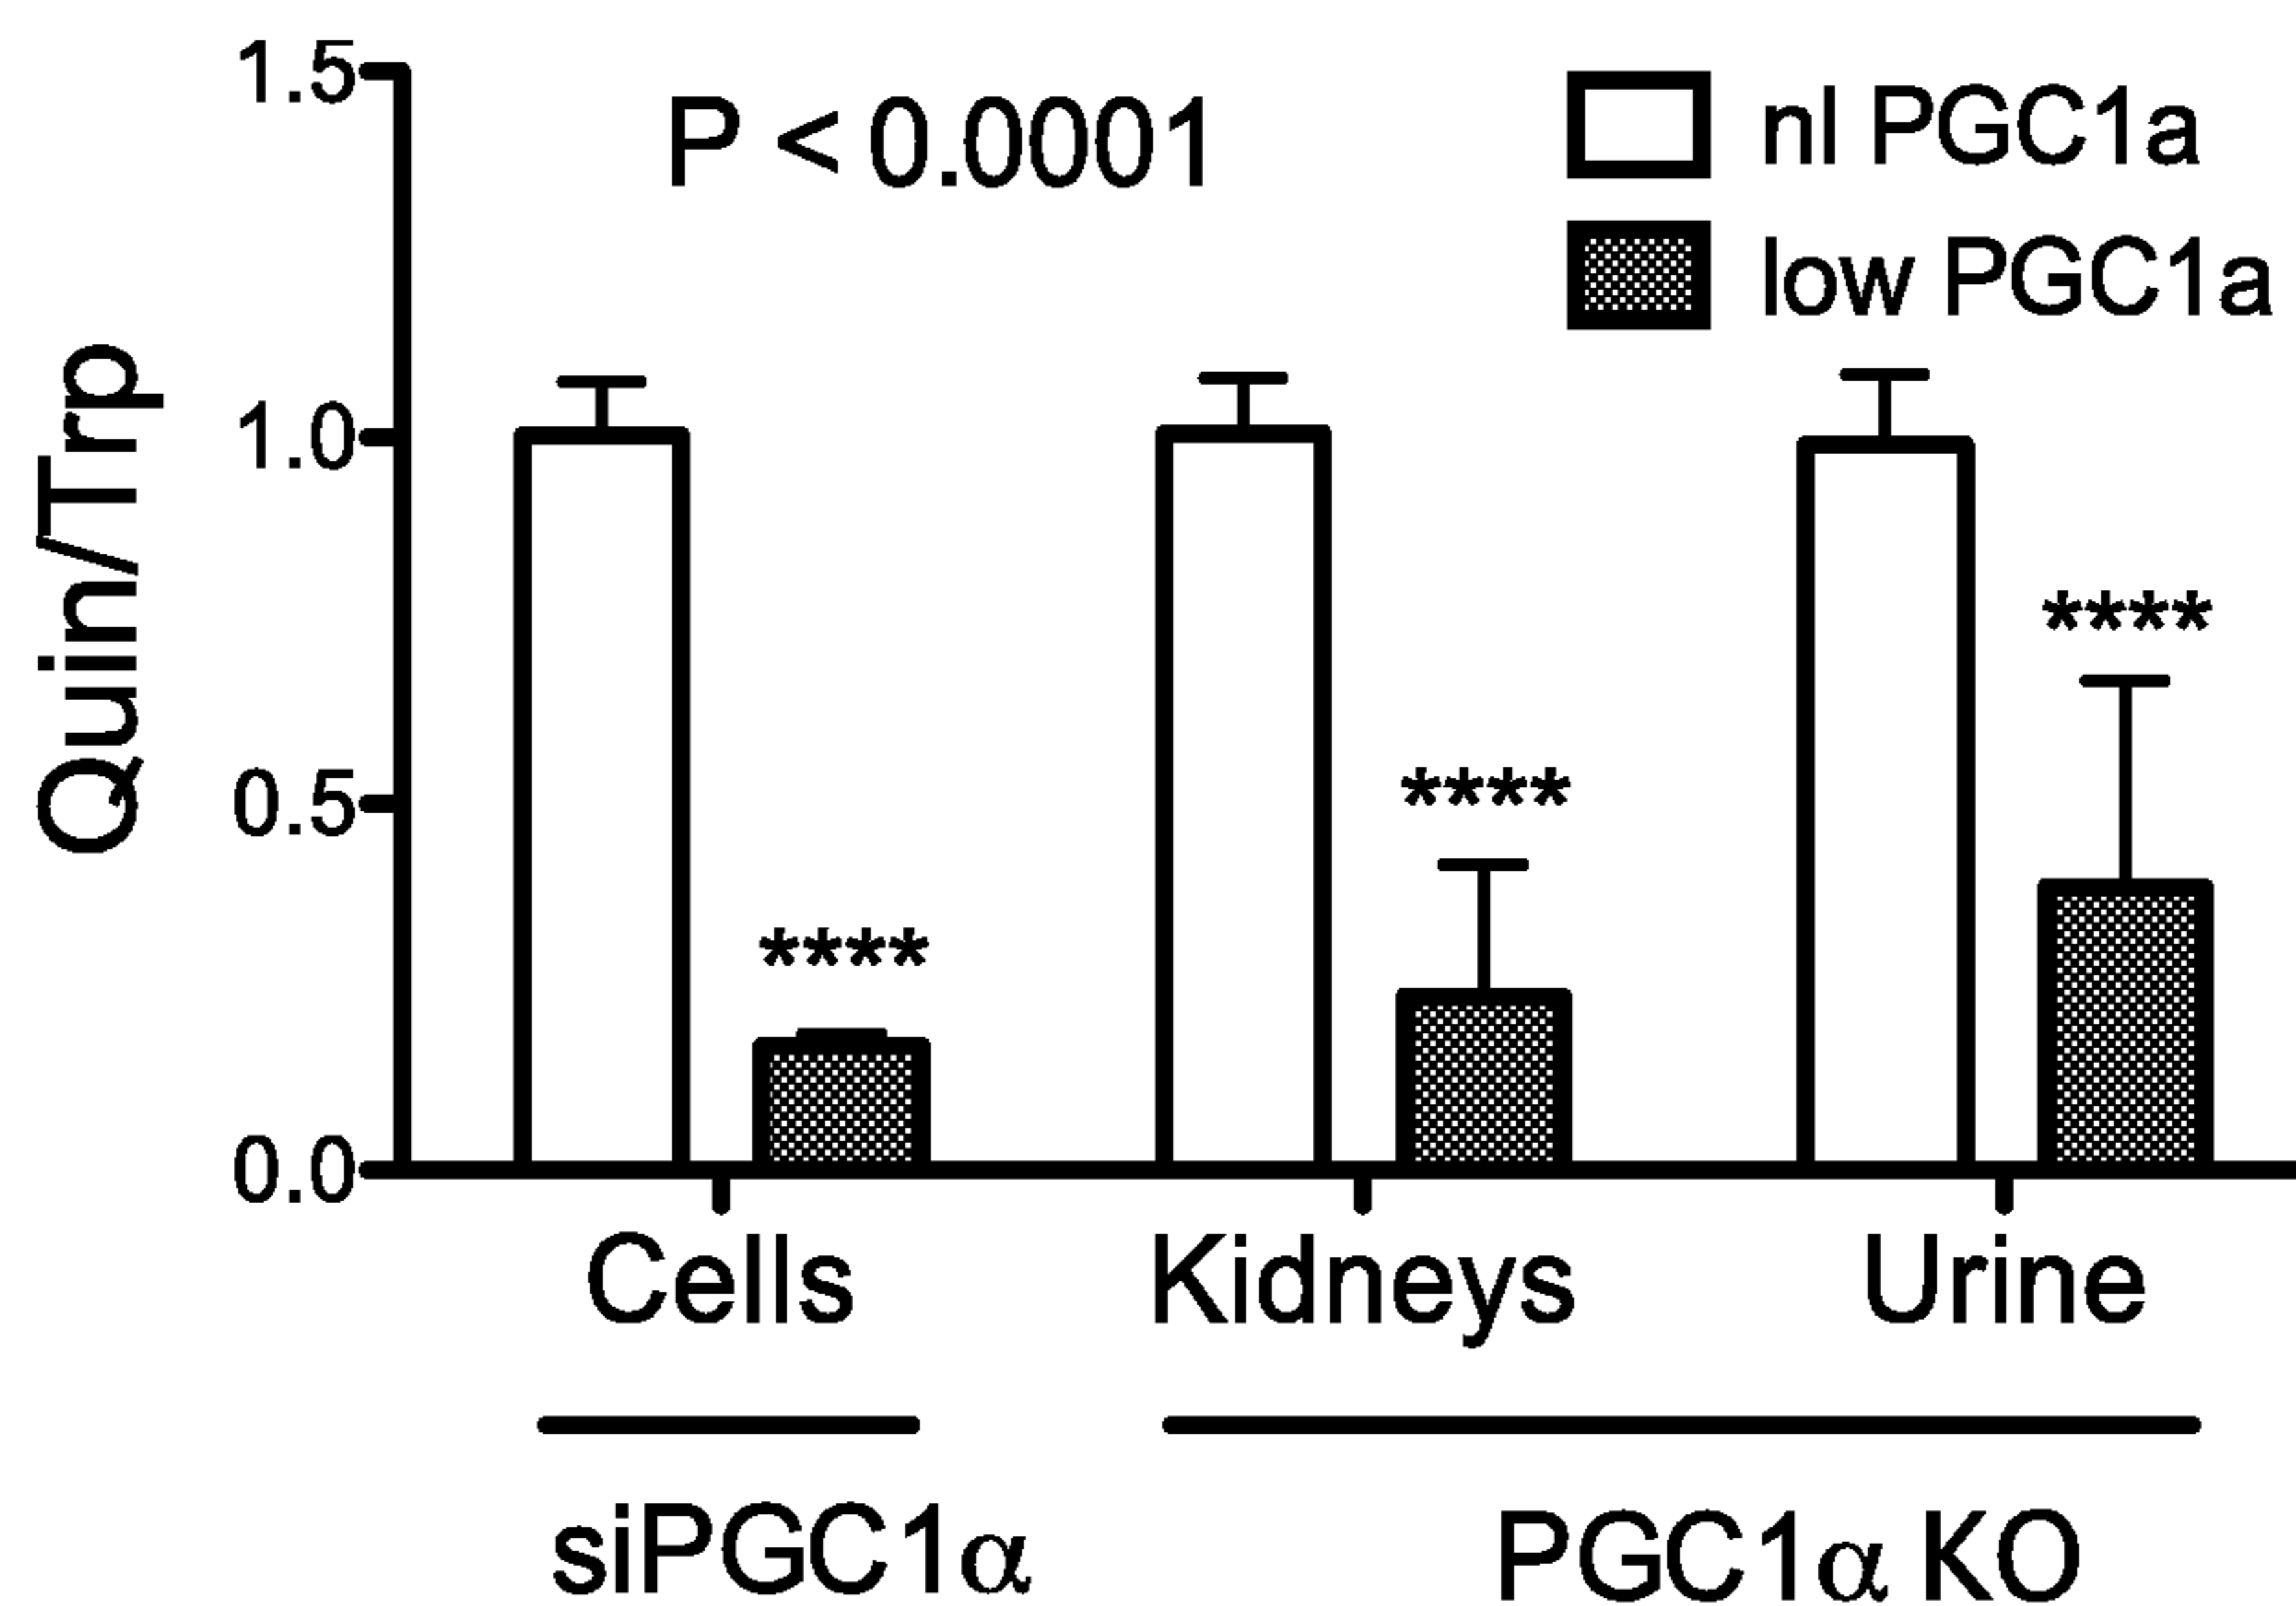 1.5
P < 0.0001
nl PGC1a
low PGC1a
1.0
0.5
0.0
Quin/Trp
****
****
****
Cells
Kidneys
Urine
siPGC1α
PGC1α KO